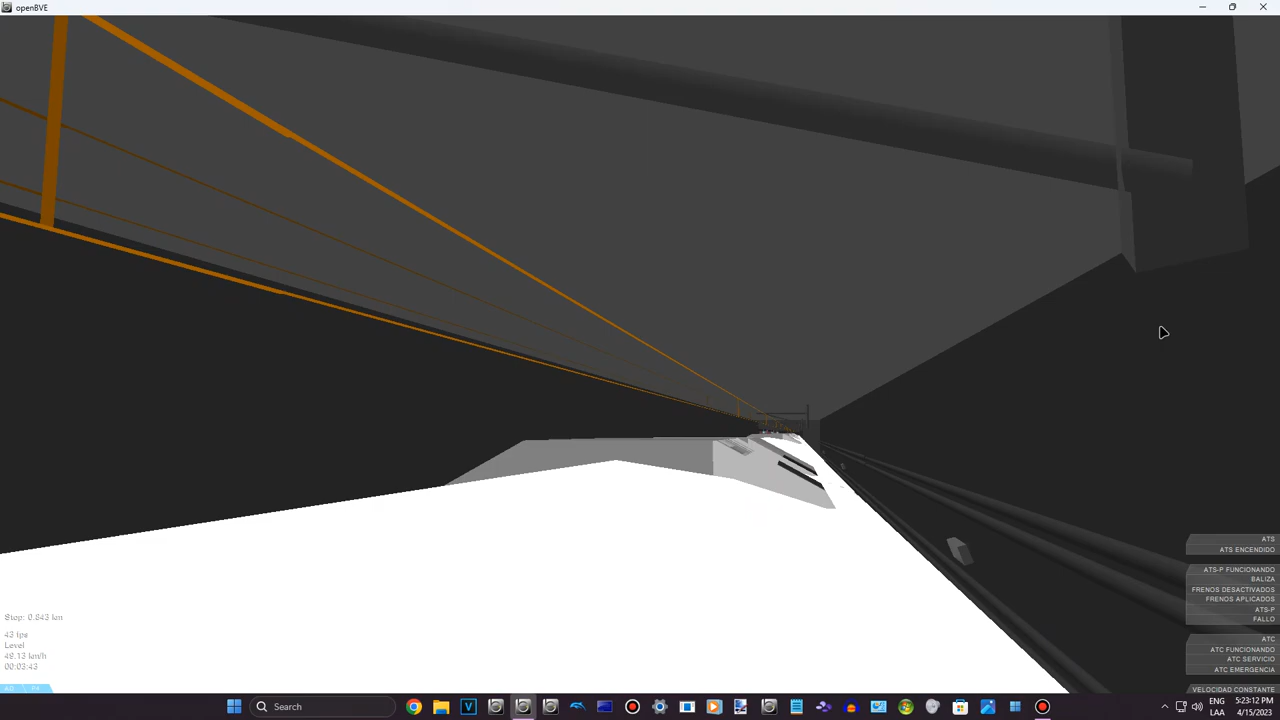 openBVE
ATS
ATS ENCENDIDO
ATS-P FUNCIONANDO
BALIZA
FRENOS DESACTIVADOS
FRENOS APLICADOS
ATS-P
FALLO
ATC
ATC FUNCIONANDO
ATC SERVICIO
ATC EMERGENCIA
VELOCIDAD CONSTANTE
Stop: 0.843 km
43 fps
Level
48.13 km/h
00:03:43
Search
ENG
LAA
5:23:12 PM
4/15/2023